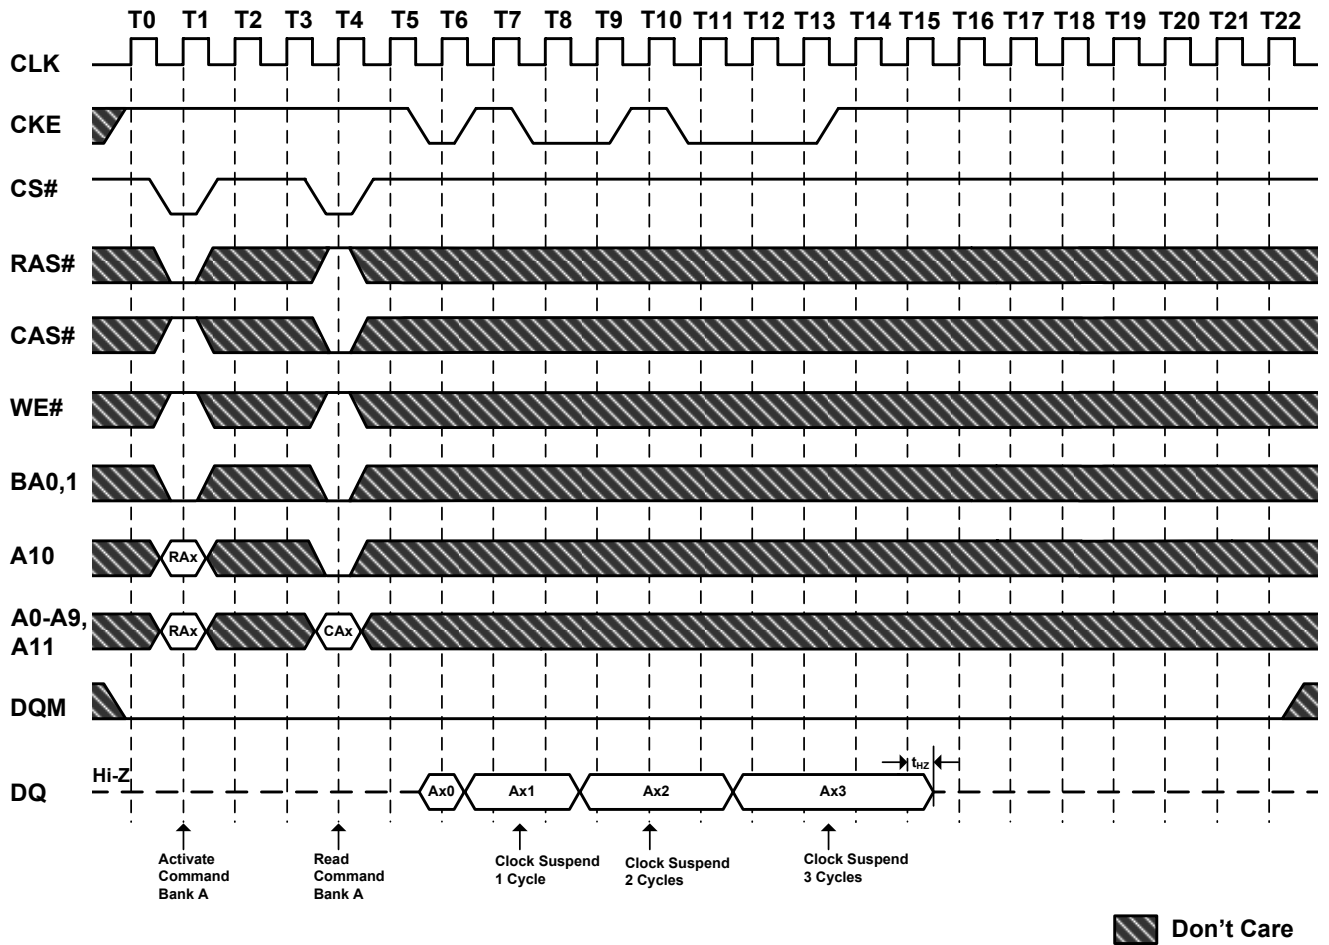 T0 T1 T2 T3 T4 T5 T6 T7 T8 T9 T10 T11 T12 T13 T14 T15 T16 T17 T18 T19 T20 T21 T22
CLK
CKE
CS#
RAS#
CAS#
WE#
BA0,1
A10
RAx
A0-A9,
A11
RAx
CAx
DQM
tHZ
Hi-Z
DQ
Ax0
Ax1
Ax2
Ax3
Activate
Command
Bank A
Read
Command
Bank A
Clock Suspend
1 Cycle
Clock Suspend
2 Cycles
Clock Suspend
3 Cycles
Don't Care